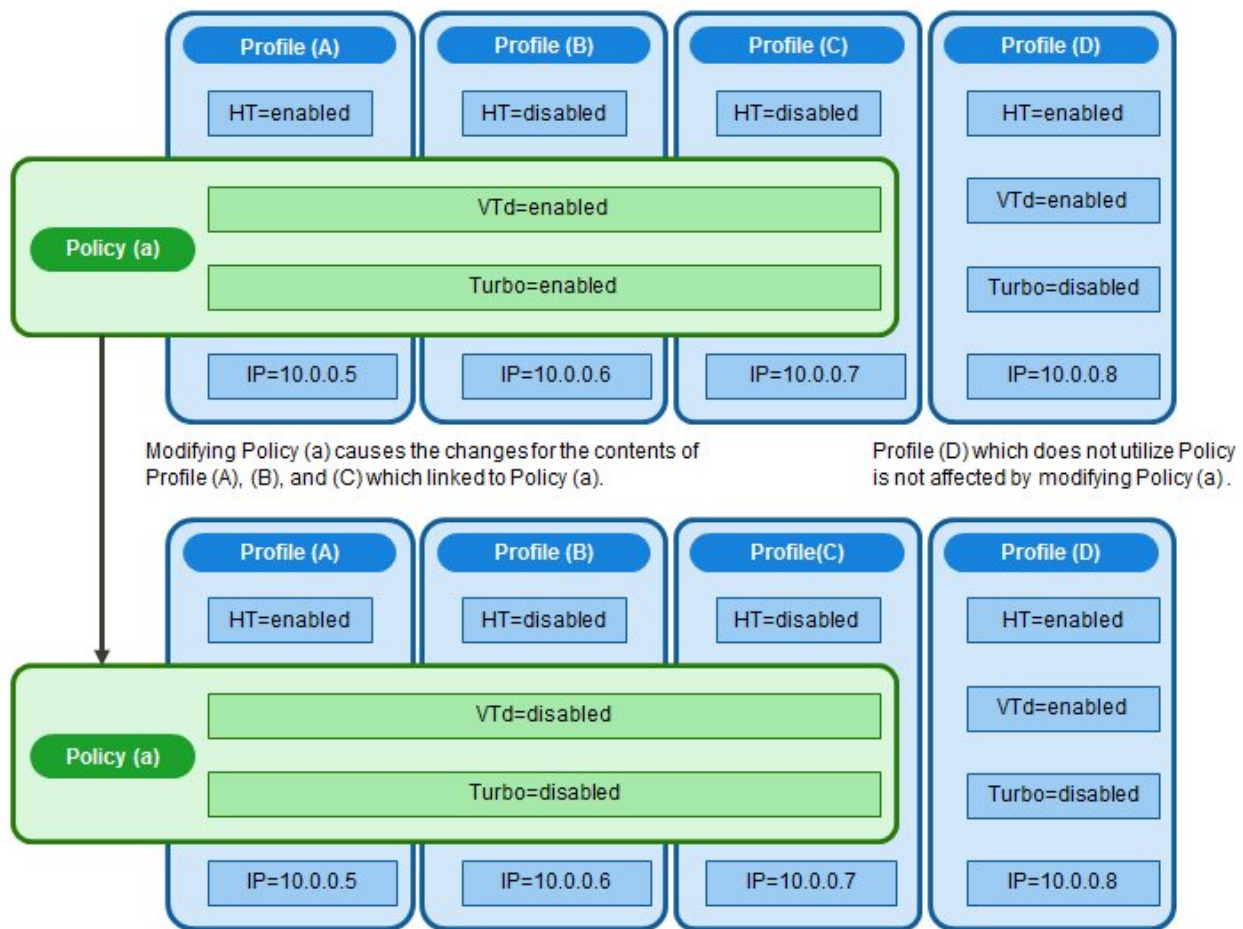 Profile (A)
Profile (B)
Profile (C)
Profile (D)
HT=enabled
HT=disabled
HT=disabled
HT=enabled
Policy (a)
VTd=enabled
VTd=enabled
Turbo=enabled
Turbo=disabled
IP=10.0.0.5
IP=10.0.0.6
IP=10.0.0.7
IP=10.0.0.8
Modifying Policy (a) causes the changes for the contents of
Profile (A), (B), and (C) which linked to Policy (a).
Profile (D) which does not utilize Policy
is not affected by modifying Policy (a).
Profile (A)
Profile (B)
Profile(C)
Profile (D)
HT=enabled
HT=disabled
HT=disabled
HT=enabled
Policy (a)
VTd=disabled
VTd=enabled
Turbo=disabled
Turbo=disabled
IP=10.0.0.5
IP=10.0.0.6
IP=10.0.0.7
IP=10.0.0.8